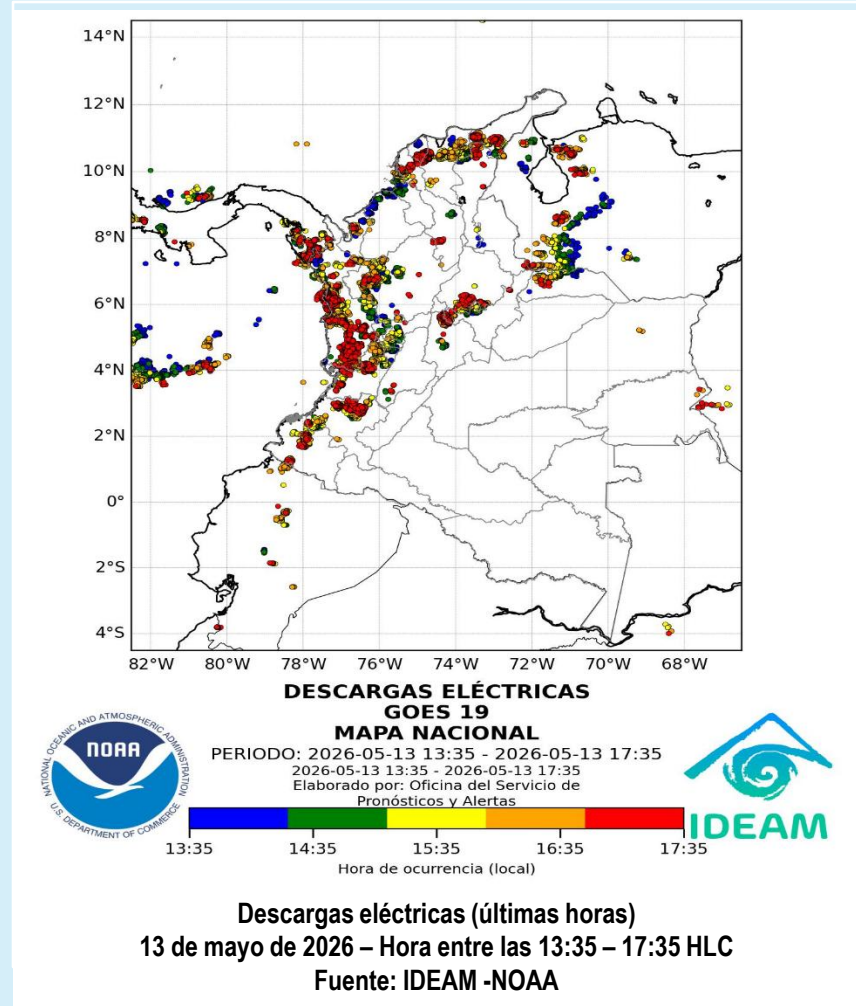 14°N
12°N
10°N
8°N
6°N
4°N
2°N
0°
2°S
4°S
82°W 80°W 78°W 76°W 74°W 72°W 70°W 68°W
DESCARGAS ELÉCTRICAS
GOES 19
MAPA NACIONAL
PERIODO: 2026-05-13 13:35 - 2026-05-13 17:35
2026-05-13 13:35 - 2026-05-13 17:35
Elaborado por: Oficina del Servicio de
Pronósticos y Alertas
NATIONAL OCEANIC AND ATMOSPHERIC ADMINISTRATION
NOAA
U.S. DEPARTMENT OF COMMERCE
IDEAM
13:35 14:35 15:35 16:35 17:35
Hora de ocurrencia (local)
Descargas eléctricas (últimas horas)
13 de mayo de 2026 – Hora entre las 13:35 – 17:35 HLC
Fuente: IDEAM -NOAA